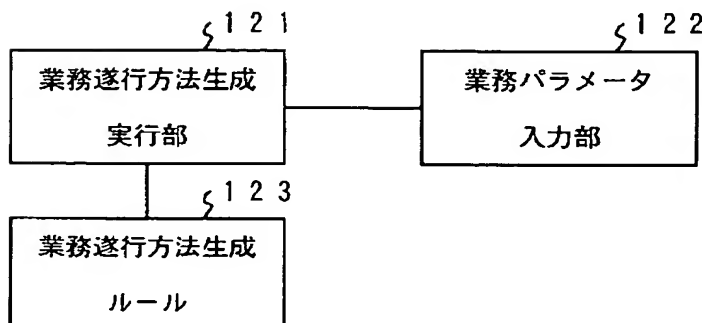 121
業務遂行方法生成
実行部
122
業務パラメータ
入力部
123
業務遂行方法生成
ルール